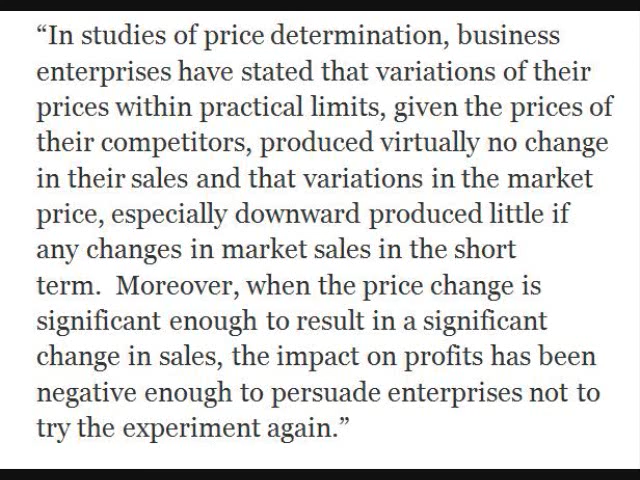 “In studies of price determination, business
enterprises have stated that variations of their
prices within practical limits, given the prices of
their competitors, produced virtually no change
in their sales and that variations in the market
price, especially downward produced little if
any changes in market sales in the short
term.  Moreover, when the price change is
significant enough to result in a significant
change in sales, the impact on profits has been
negative enough to persuade enterprises not to
try the experiment again.”